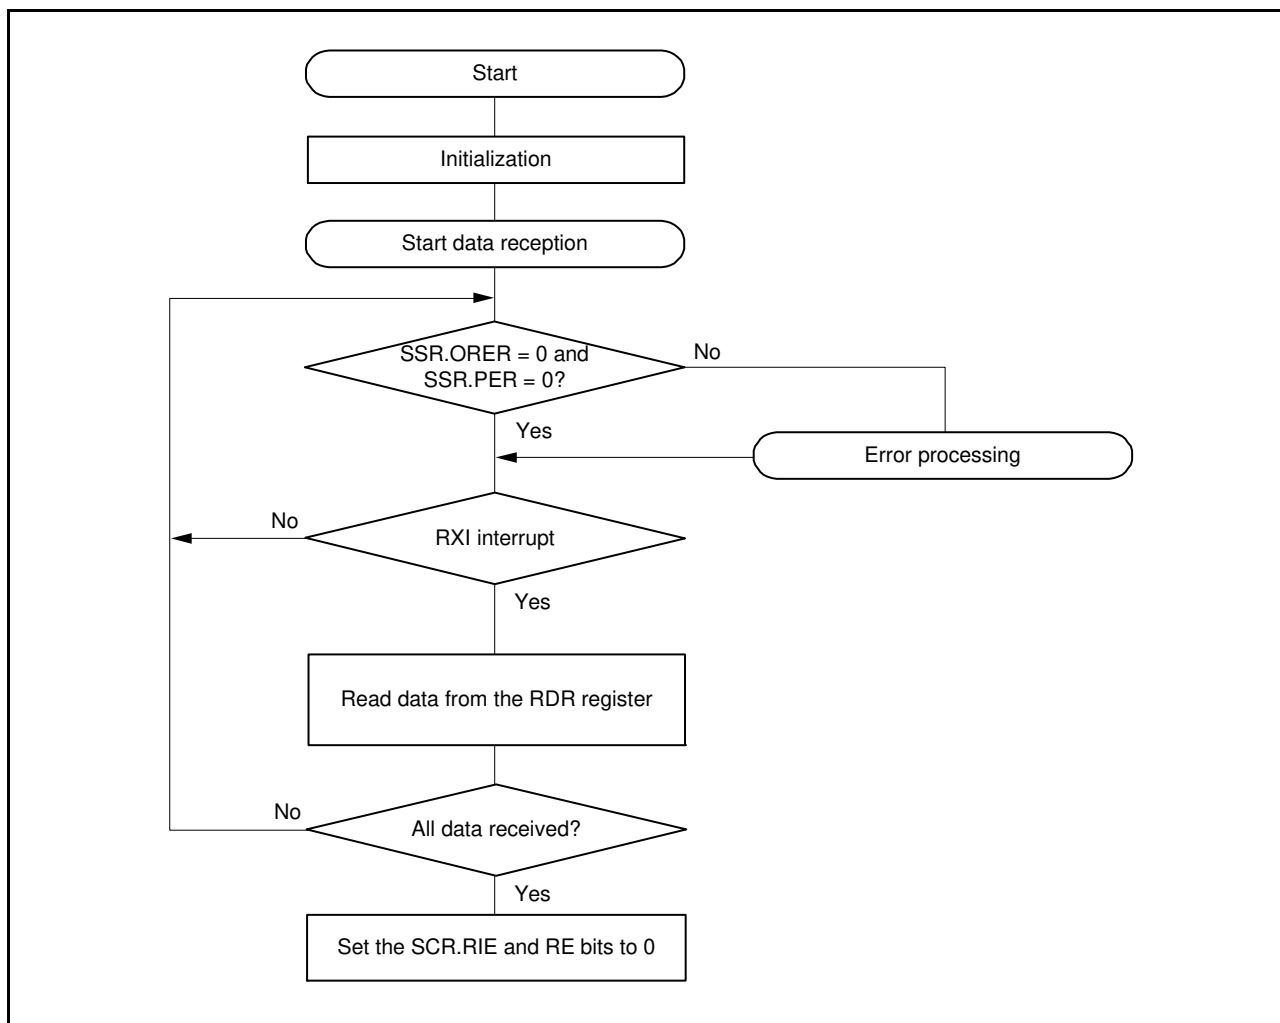 Start
Initialization
Start data reception
SSR.ORER = 0 and
SSR.PER = 0?
No
Yes
Error processing
No
RXI interrupt
Yes
Read data from the RDR register
No
All data received?
Yes
Set the SCR.RIE and RE bits to 0